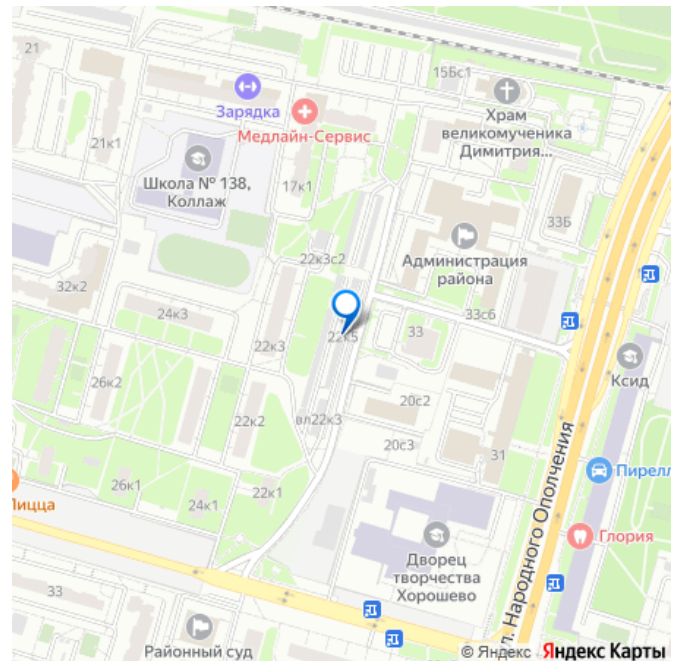 21
15Бс1
Зарядка
Храм
великомученика
Димитрия...
Медлайн-Сервис
21к1
Школа № 138,
Коллаж
17к1
33Б
Администрация
района
22к3с2
32к2
24к3
22к5
33
33с6
22к3
Ксид
26к2
20с2
22к2
вл22к3
20с3
31
Пирелл
ул. Народного Ополчения
26к1
22к1
Пицца
24к1
Глория
Дворец
творчества
Хорошево
33
Районный суд
© Яндекс Яндекс Карты